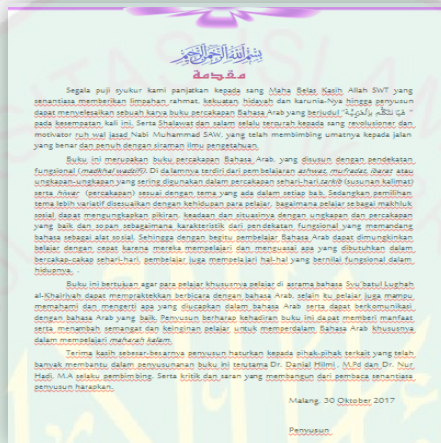 بِسْمِ اللهِ الرَّحْمٰنِ الرَّحِيْمِ
مقدمة
Segala puji syukur kami panjatkan kepada sang Maha Belas Kasih Allah SWT yang
senantiasa memberikan limpahan rahmat, kekuatan, hidayah dan karunia-Nya hingga penyusun
dapat menyelesaikan sebuah karya buku percakapan Bahasa Arab yang berjudul "هَيَّا نَتَكَلَّم بِالْعَرَبِيَّة"
pada kesempatan kali ini. Serta Shalawat dan salam selalu tercurah kepada sang revolusioner dan
motivator ruh wal jasad Nabi Muhammad SAW, yang telah membimbing umatnya kepada jalan
yang benar dan penuh dengan siraman ilmu pengetahuan.
Buku ini merupakan buku percakapan Bahasa Arab, yang disusun dengan pendekatan
fungsional (madkhal wadzifi). Di dalamnya terdiri dari pembelajaran ashwat, mufradat, ibarat atau
ungkapan-ungkapan yang sering digunakan dalam percakapan sehari-hari,tarkib (susunan kalimat)
serta hiwar (percakapan) sesuai dengan tema yang ada dalam setiap bab. Sedangkan pemilihan
tema lebih variatif disesuaikan dengan kehidupan para pelajar, bagaimana pelajar sebagai makhluk
sosial dapat mengungkapkan pikiran, keadaan dan situasinya dengan ungkapan dan percakapan
yang baik dan sopan sebagaimana karakteristik dari pendekatan fungsional yang memandang
bahasa sebagai alat sosial. Sehingga dengan begitu pembelajar Bahasa Arab dapat dimungkinkan
belajar dengan cepat karena mereka mempelajari dan menguasai apa yang dibutuhkan dalam
bercakap-cakap sehari-hari, pembelajar juga mempelajari hal-hal yang bernilai fungsional dalam
hidupnya. .
Buku ini bertujuan agar para pelajar khususnya pelajar di asrama bahasa Syu'batul Lughah
al-Khairiyah dapat mempraktekkan berbicara dengan bahasa Arab, selain itu pelajar juga mampu
memahami dan mengerti apa yang diucapkan dalam bahasa Arab serta dapat berkomunikasi
dengan bahasa Arab yang baik. Penyusun berharap kehadiran buku ini dapat memberi manfaat
serta menambah semangat dan keinginan pelajar untuk memperdalam Bahasa Arab khususnya
dalam mempelajari maharah kalam.
Terima kasih sebesar-besarnya penyusun haturkan kepada pihak-pihak terkait yang telah
banyak membantu dalam penyusunanan buku ini terutama Dr. Danial Hilmi , M.Pd dan Dr. Nur
Hadi, M.A selaku pembimbing. Serta kritik dan saran yang membangun dari pembaca senantiasa
penyusun harapkan.
Malang, 30 Oktober 2017
Penyusun